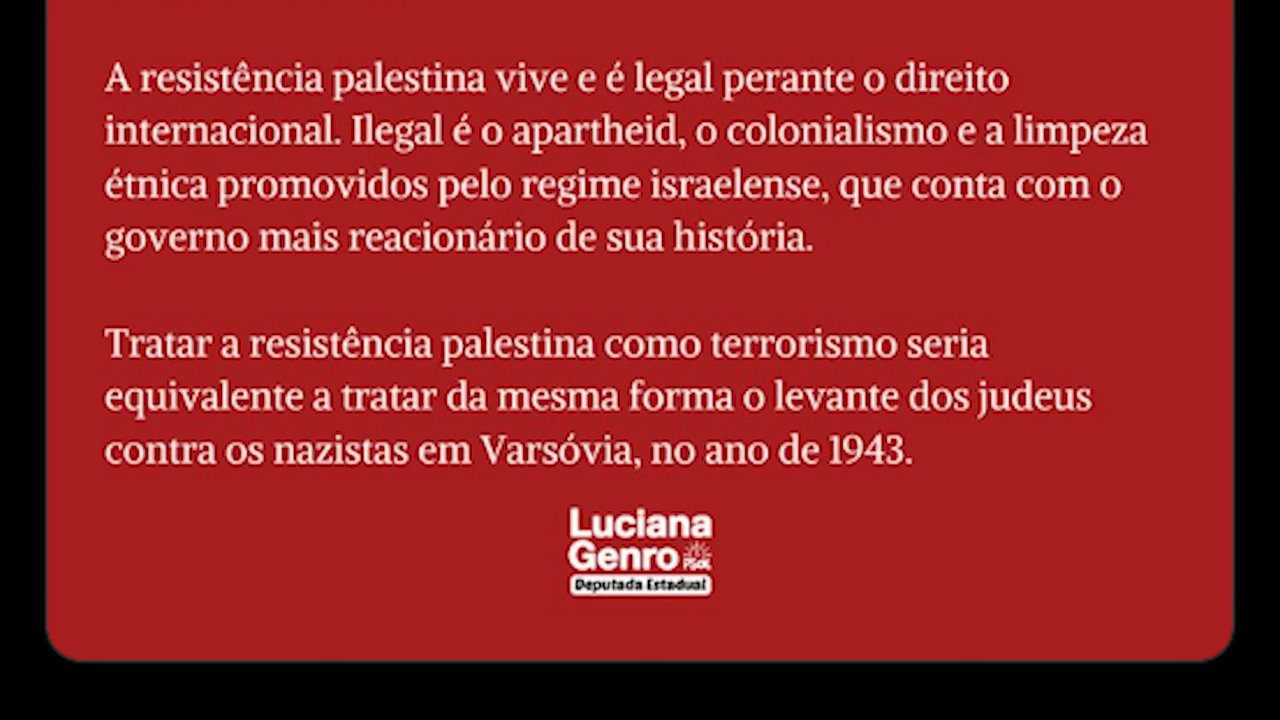 A resistência palestina vive e é legal perante o direito
internacional. Ilegal é o apartheid, o colonialismo e a limpeza
étnica promovidos pelo regime israelense, que conta com o
governo mais reacionário de sua história.
Tratar a resistência palestina como terrorismo seria
equivalente a tratar da mesma forma o levante dos judeus
contra os nazistas em Varsóvia, no ano de 1943.
Luciana
Genro PSOL
Deputada Estadual